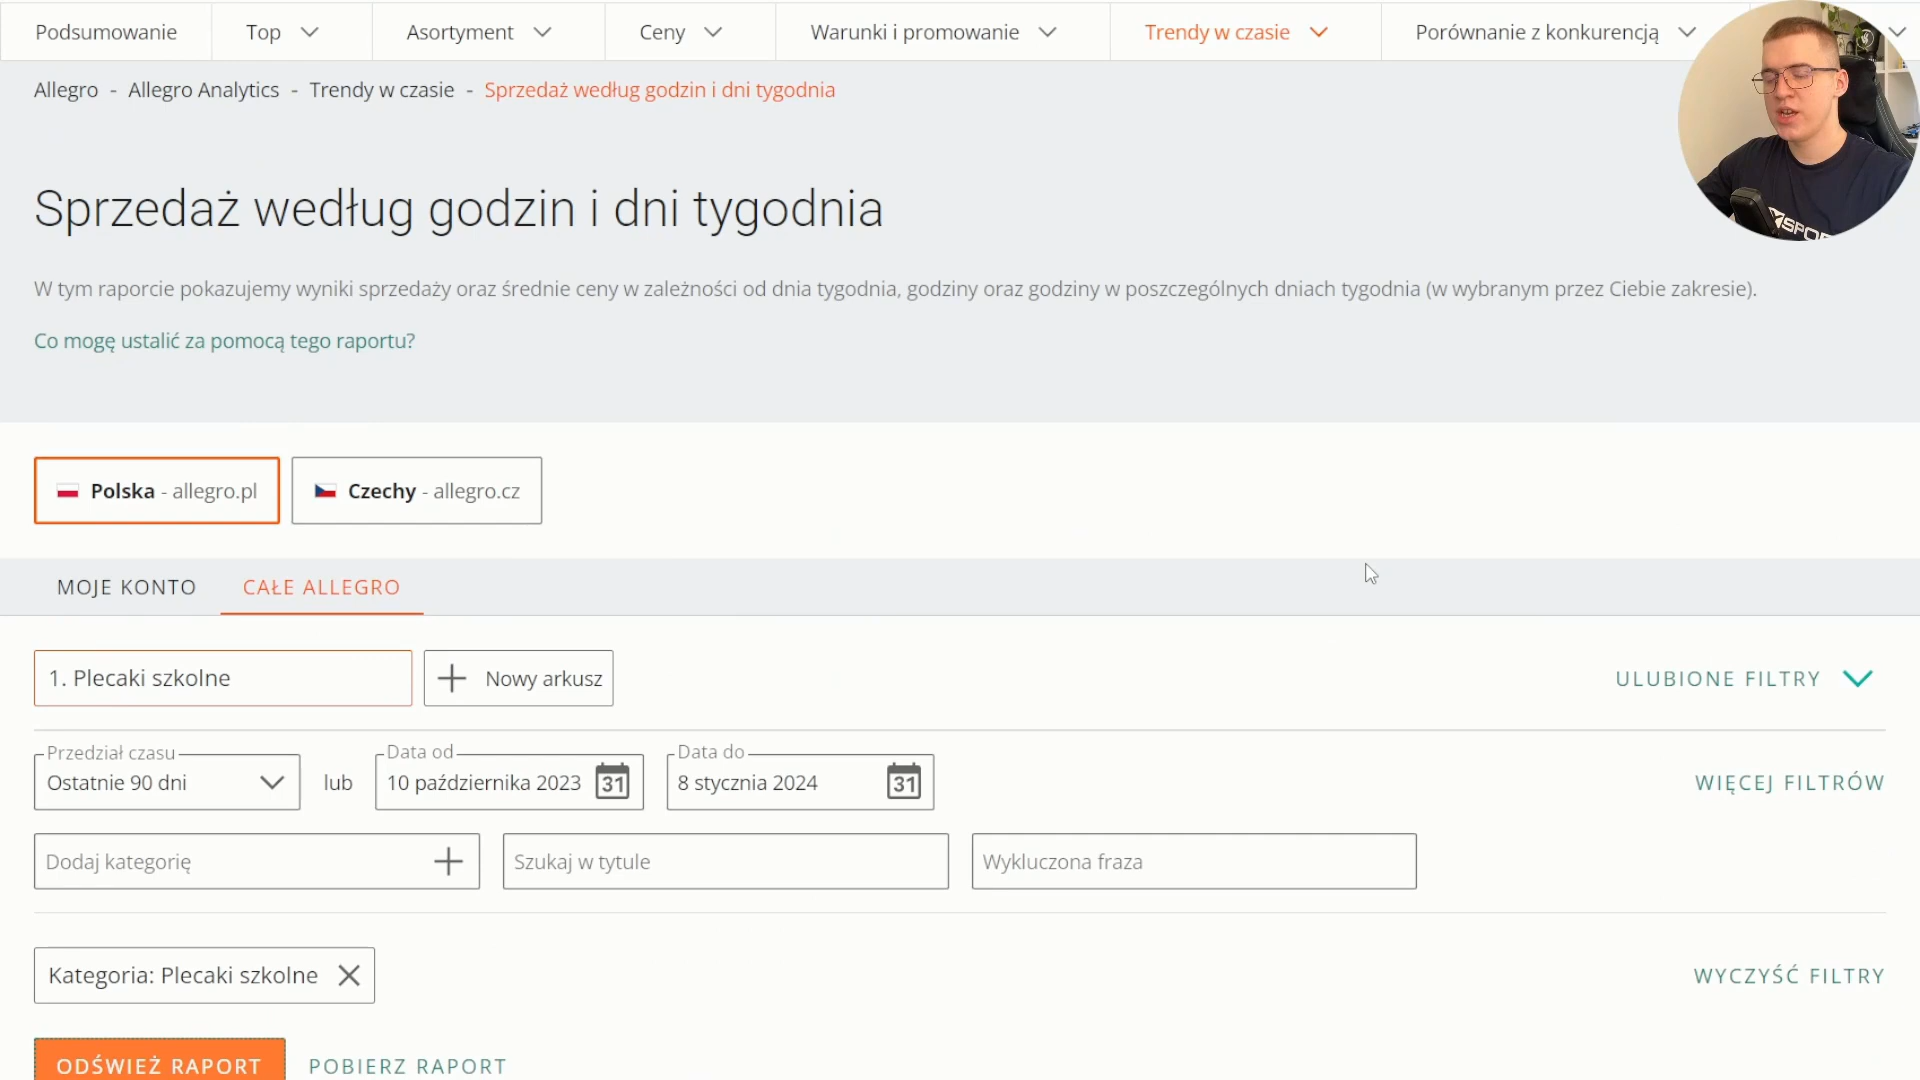 Podsumowanie Top Asortyment Ceny Warunki i promowanie Trendy w czasie Porównanie z konkurencją
Allegro - Allegro Analytics - Trendy w czasie - Sprzedaż według godzin i dni tygodnia
Sprzedaż według godzin i dni tygodnia
W tym raporcie pokazujemy wyniki sprzedaży oraz średnie ceny w zależności od dnia tygodnia, godziny oraz godziny w poszczególnych dniach tygodnia (w wybranym przez Ciebie zakresie).
Co mogę ustalić za pomocą tego raportu?
Polska - allegro.pl Czechy - allegro.cz
MOJE KONTO CAŁE ALLEGRO
1. Plecaki szkolne Nowy arkusz ULUBIONE FILTRY
Przedział czasu Data od Data do
Ostatnie 90 dni lub 10 października 2023 31 8 stycznia 2024 31 WIĘCEJ FILTRÓW
Dodaj kategorię Szukaj w tytule Wykluczona fraza
Kategoria: Plecaki szkolne WYCZYŚĆ FILTRY
ODŚWIEŻ RAPORT POBIERZ RAPORT